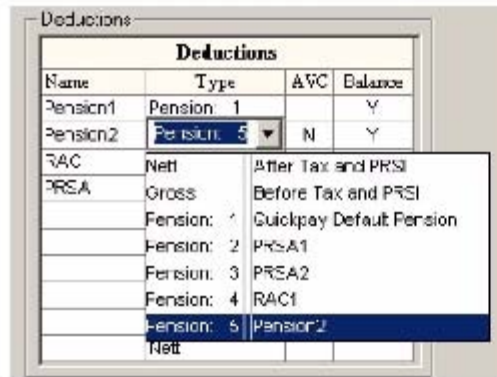 Deductions
Deductions
Name Type AVC Balance
Pension1 Pension: 1 Y
Pension2 Pension: 5 N Y
RAC
PRSA
Nett After Tax and PRSI
Gross Before Tax and PRSI
Pension: 1 Quickpay Default Pension
Pension: 2 PRSA1
Pension: 3 PRSA2
Pension: 4 RAC1
Pension: 5 Pension2
Nett